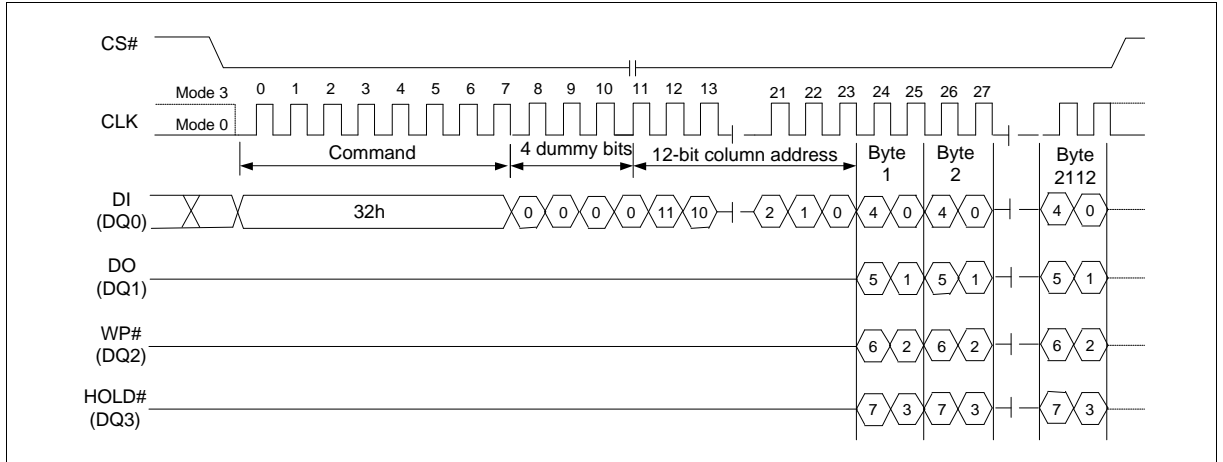 CS#
Mode 3 0 1 2 3 4 5 6 7 8 9 10 11 12 13 21 22 23 24 25 26 27
CLK
Mode 0
Command 4 dummy bits 12-bit column address Byte 1 Byte 2 Byte 2112
DI (DQ0) 32h 0 0 0 0 11 10 2 1 0 4 0 4 0 4 0
DO (DQ1) 5 1 5 1 5 1
WP# (DQ2) 6 2 6 2 6 2
HOLD# (DQ3) 7 3 7 3 7 3